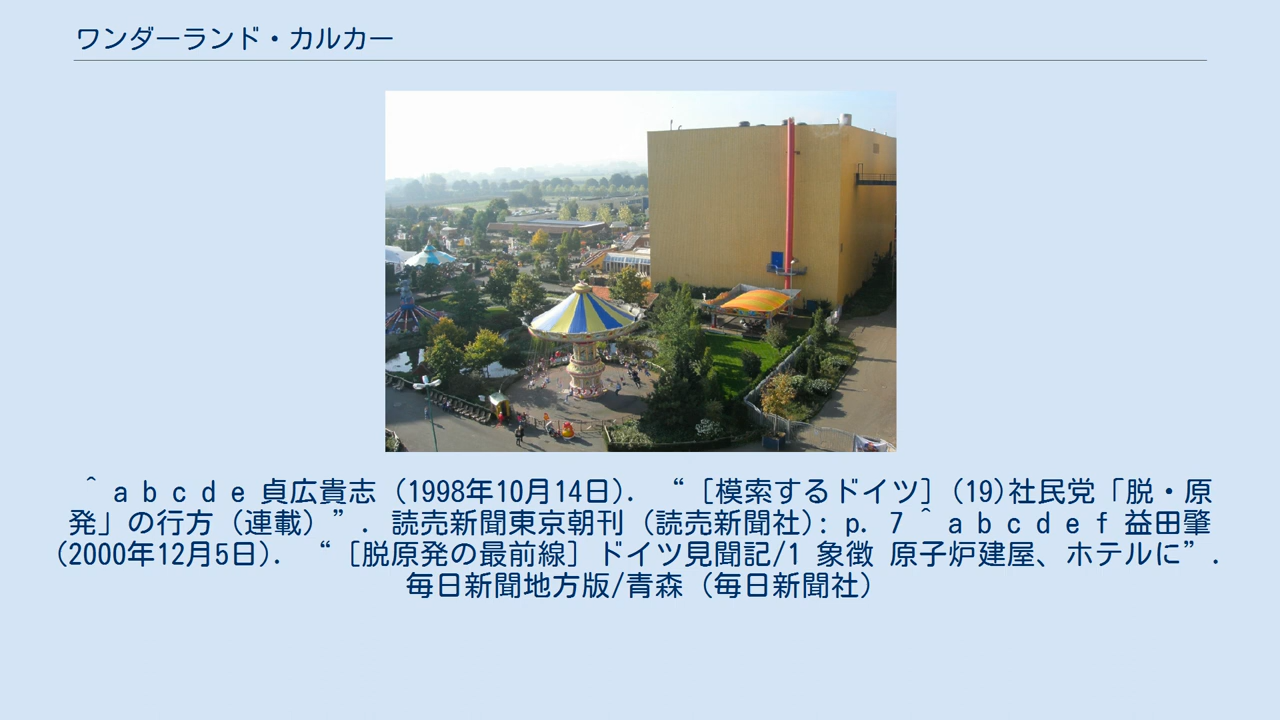 ワンダーランド・カルカー
^ a b c d e 貞広貴志 (1998年10月14日). “［模索するドイツ］(19)社民党「脱・原
発」の行方（連載）”. 読売新聞東京朝刊（読売新聞社): p. 7 ^ a b c d e f 益田肇
(2000年12月5日). “［脱原発の最前線］ドイツ見聞記/1 象徴 原子炉建屋、ホテルに”.
毎日新聞地方版/青森（毎日新聞社）